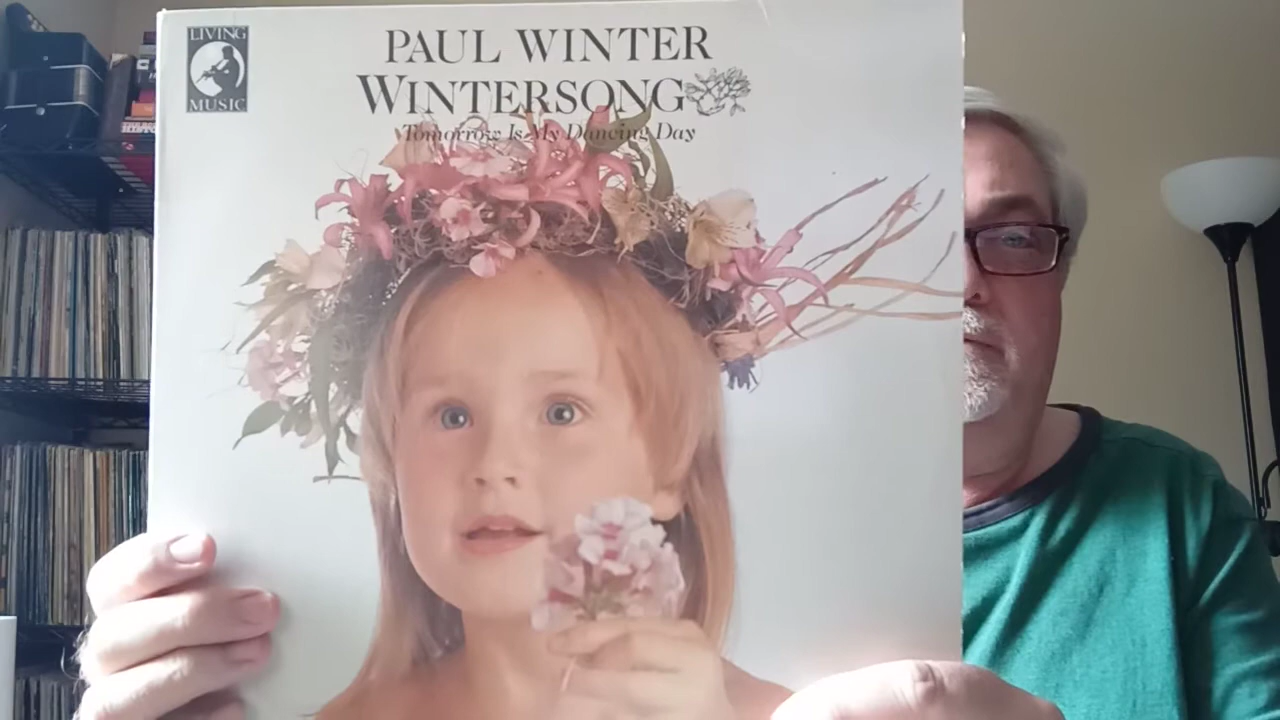 LIVING
MUSIC
PAUL WINTER
WINTERSONG
Tomorrow Is My Dancing Day